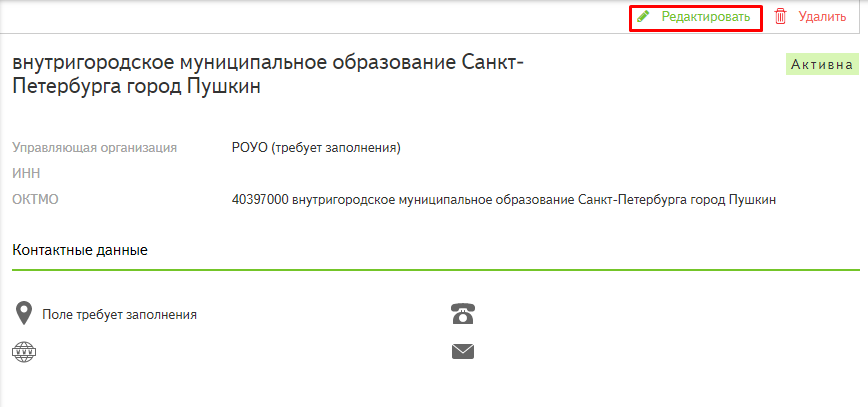 Редактировать Удалить
внутригородское муниципальное образование Санкт-
Петербурга город Пушкин
Активна
Управляющая организация РОУО (требует заполнения)
ИНН
ОКТМО 40397000 внутригородское муниципальное образование Санкт-Петербурга город Пушкин
Контактные данные
Поле требует заполнения
WWW